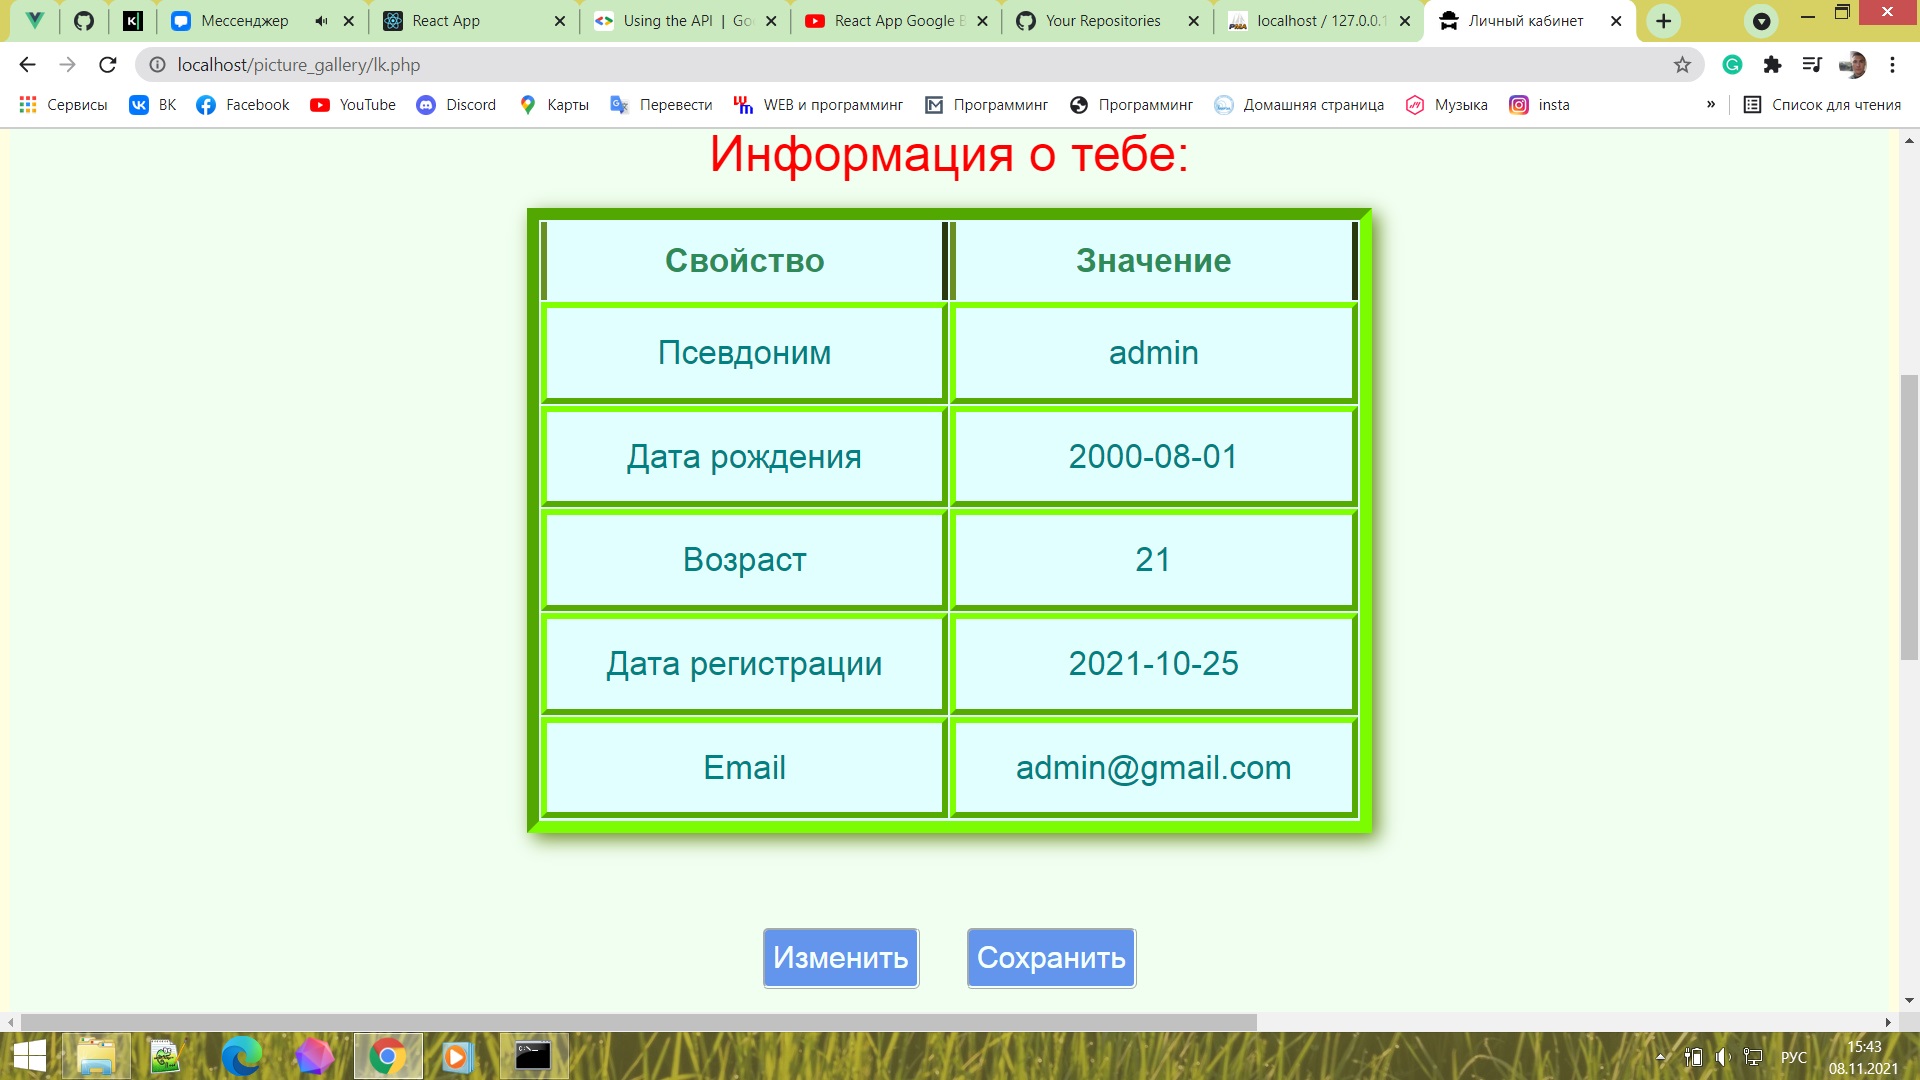 Мессенджер
React App
Using the API | Go
React App Google
Your Repositories
localhost / 127.0.0.1
Личный кабинет
localhost/picture_gallery/lk.php
Сервисы
ВК
Facebook
YouTube
Discord
Карты
Перевести
WEB и программинг
Программинг
Программинг
Домашняя страница
Музыка
insta
»
Список для чтения
Информация о тебе:
Свойство
Значение
Псевдоним
admin
Дата рождения
2000-08-01
Возраст
21
Дата регистрации
2021-10-25
Email
admin@gmail.com
Изменить
Сохранить
РУС
15:43
08.11.2021